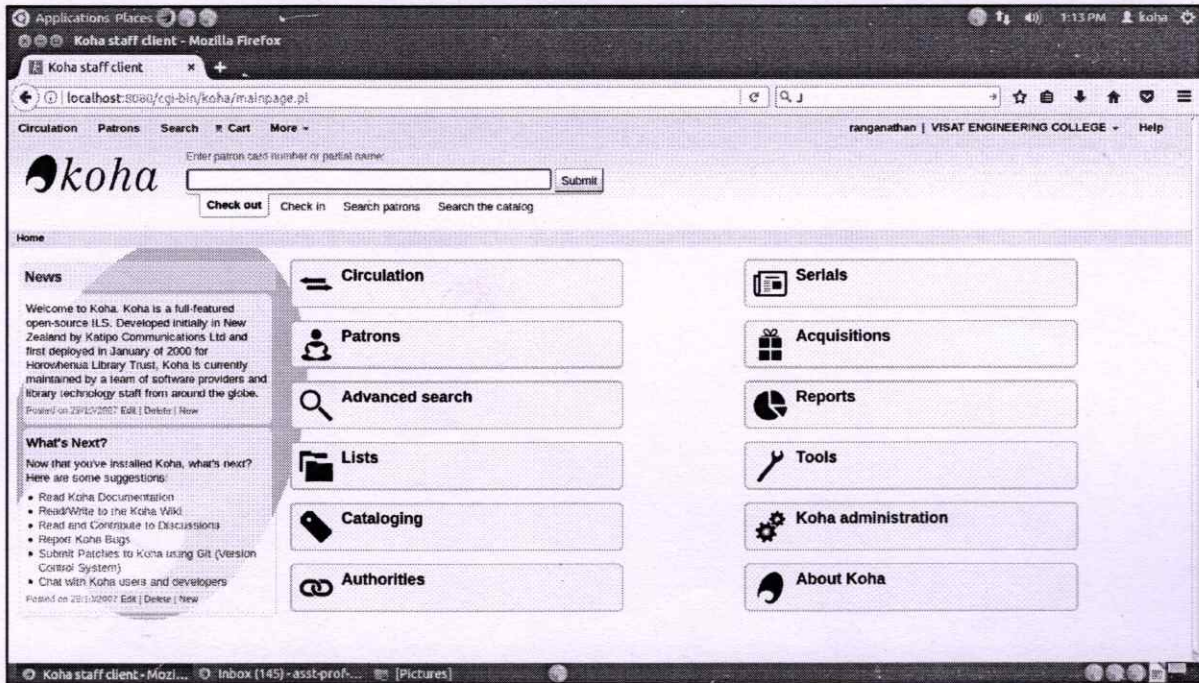 Applications Places
1:13 PM koha
Koha staff client - Mozilla Firefox
Koha staff client × +
localhost:8080/cgi-bin/koha/mainpage.pl
J
Circulation Patrons Search Cart More
ranganathan | VISAT ENGINEERING COLLEGE Help
koha
Enter patron card number or partial name:
Submit
Check out Check in Search patrons Search the catalog
Home
News
Welcome to Koha. Koha is a full-featured
open-source ILS. Developed initially in New
Zealand by Katipo Communications Ltd and
first deployed in January of 2000 for
Horowhenua Library Trust, Koha is currently
maintained by a team of software providers and
library technology staff from around the globe.
Posted on Edit | Delete | New
What's Next?
Now that you've installed Koha, what's next?
Here are some suggestions:
• Read Koha Documentation
• Read/Write to the Koha Wiki
• Read and Contribute to Discussions
• Report Koha Bugs
• Submit Patches to Koha using Git (Version
Control System)
• Chat with Koha users and developers
Posted on Edit | Delete | New
Circulation
Patrons
Advanced search
Lists
Cataloging
Authorities
Serials
Acquisitions
Reports
Tools
Koha administration
About Koha
Koha staff client - Mozi... Inbox (145) - asst-prof-... [Pictures]